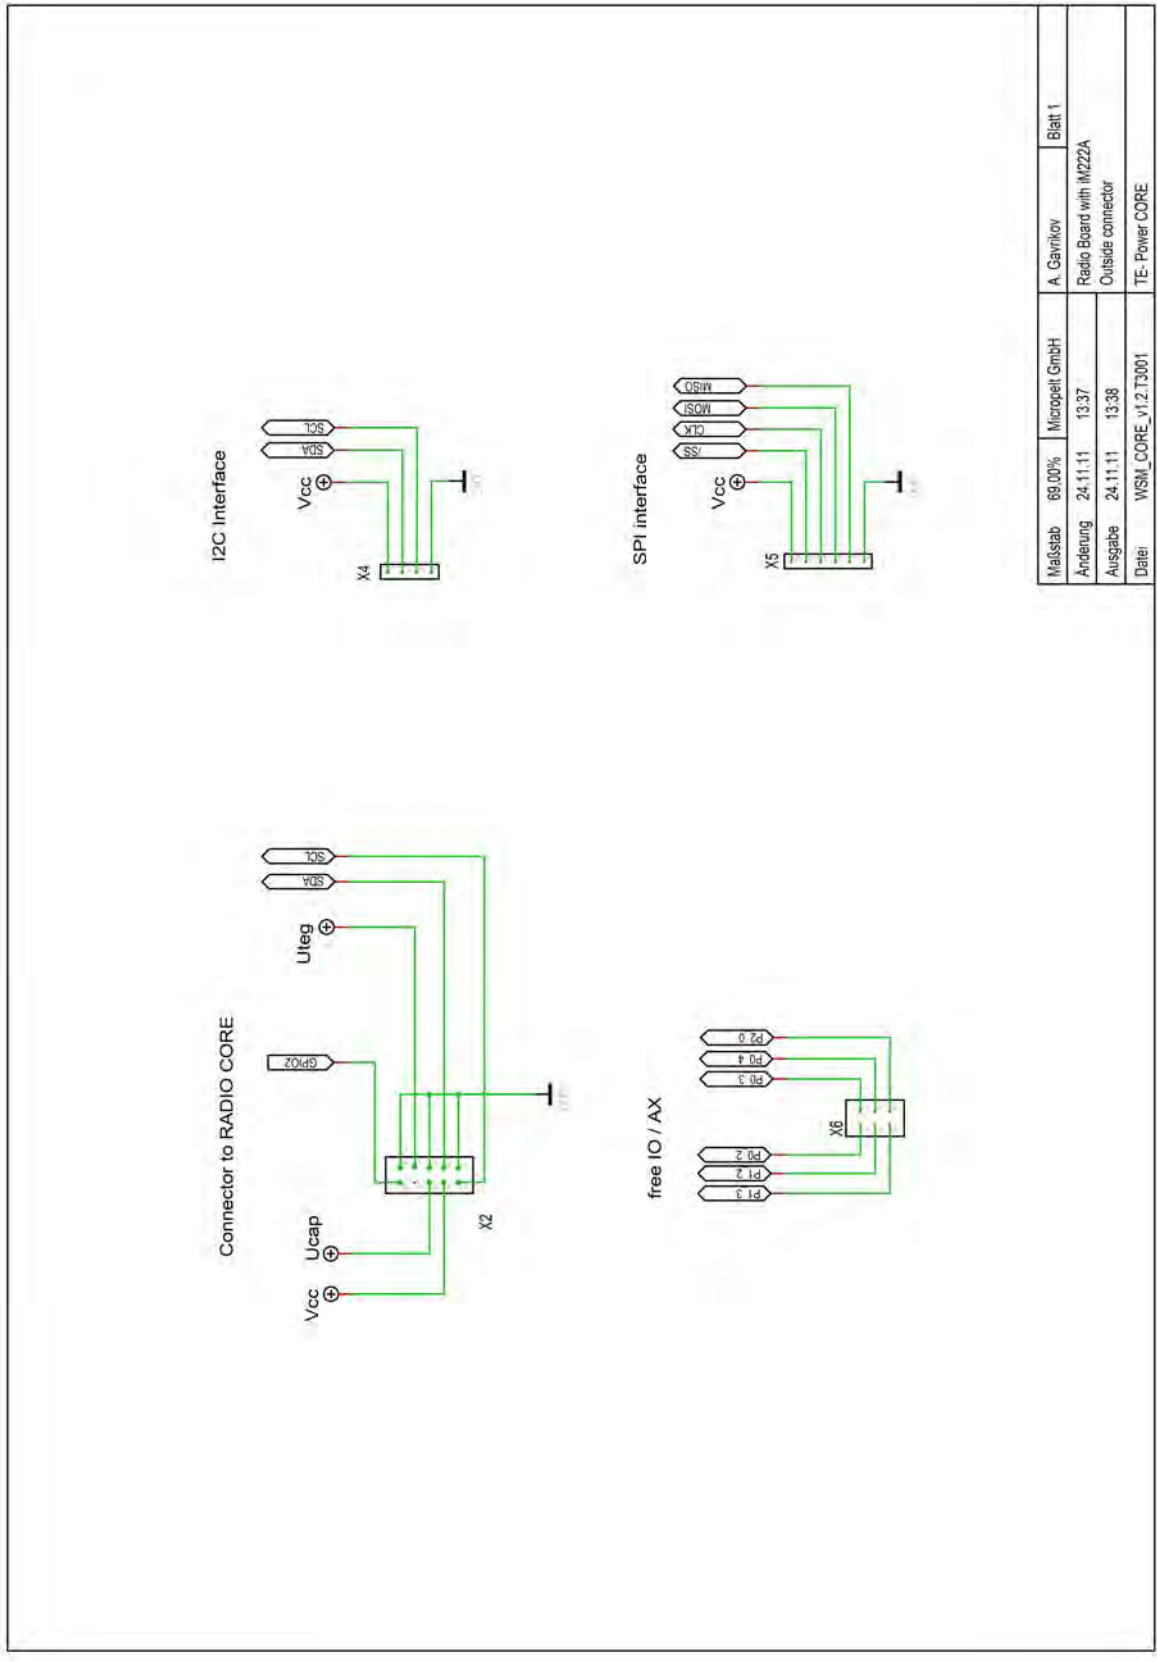 Connector to RADIO CORE
I2C Interface
Vcc
Ucap
GPIO2
Uteg
SDA
SCL
X2
Vcc
SDA
SCL
X4
free IO / AX
P1 3
P1 2
P0 2
P0 3
P0 4
P2 0
X6
SPI interface
Vcc
/SS
CLK
MOSI
MISO
X5
Maßstab 69.00% Micropelt GmbH A. Gavrikov Blatt 1
Änderung 24.11.11 13:37 Radio Board with iM222A
Ausgabe 24.11.11 13:38 Outside connector
Datei WSM_CORE_v1.2.T3001 TE- Power CORE